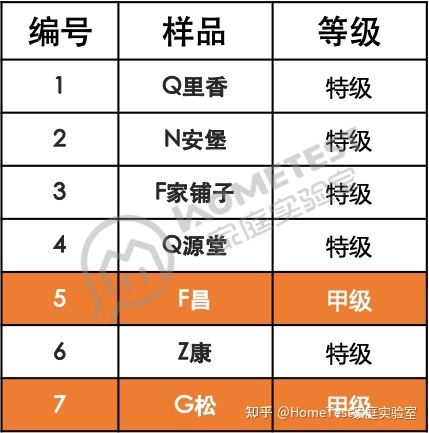 编号 样品 等级
1 Q里香 特级
2 N安堡 特级
3 F家铺子 特级
4 Q源堂 特级
5 F昌 甲级
6 Z康 特级
7 G松 甲级
HOMETEST
家庭实验室
知乎 @HomeTest家庭实验室